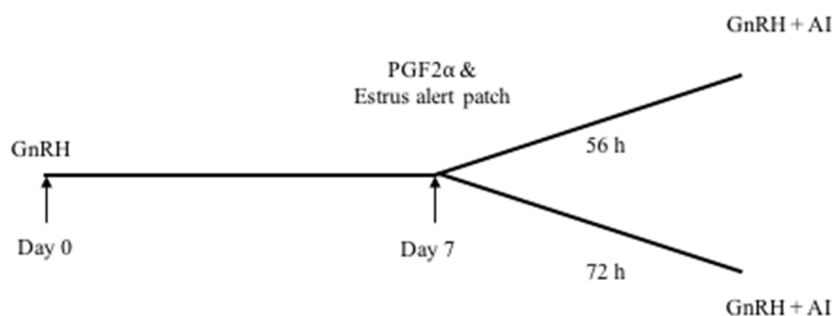 GnRH + AI
PGF2α &
Estrus alert patch
GnRH
56 h
Day 0
Day 7
72 h
GnRH + AI